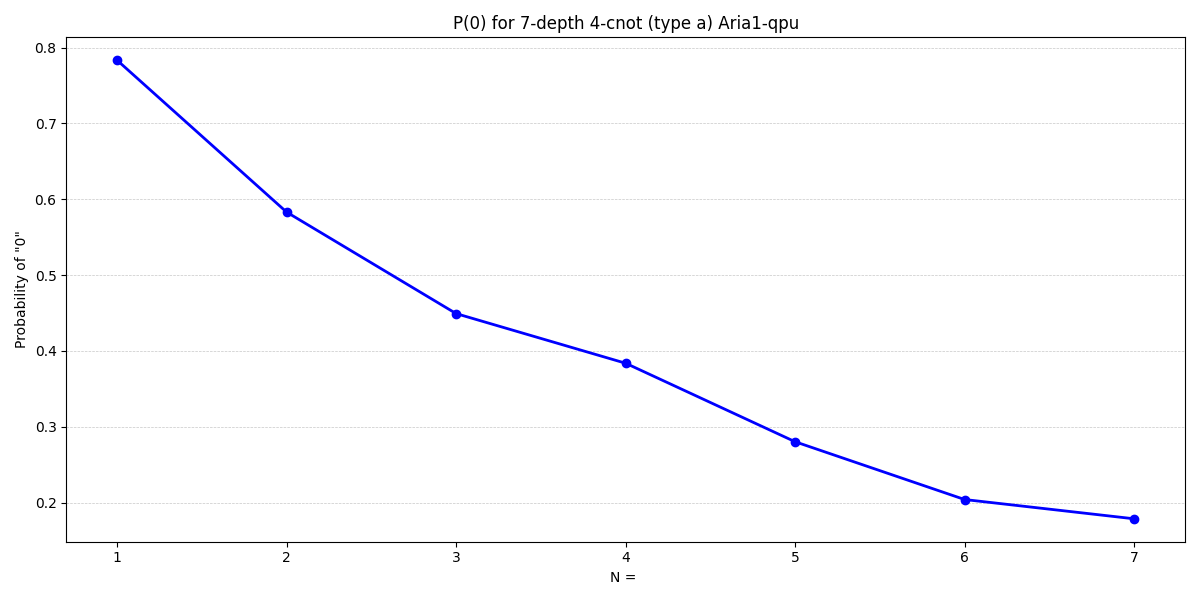 P(0) for 7-depth 4-cnot (type a) Aria1-qpu
0.8
0.7
0.6
0.5
0.4
0.3
0.2
Probability of "0"
1 2 3 4 5 6 7
N =